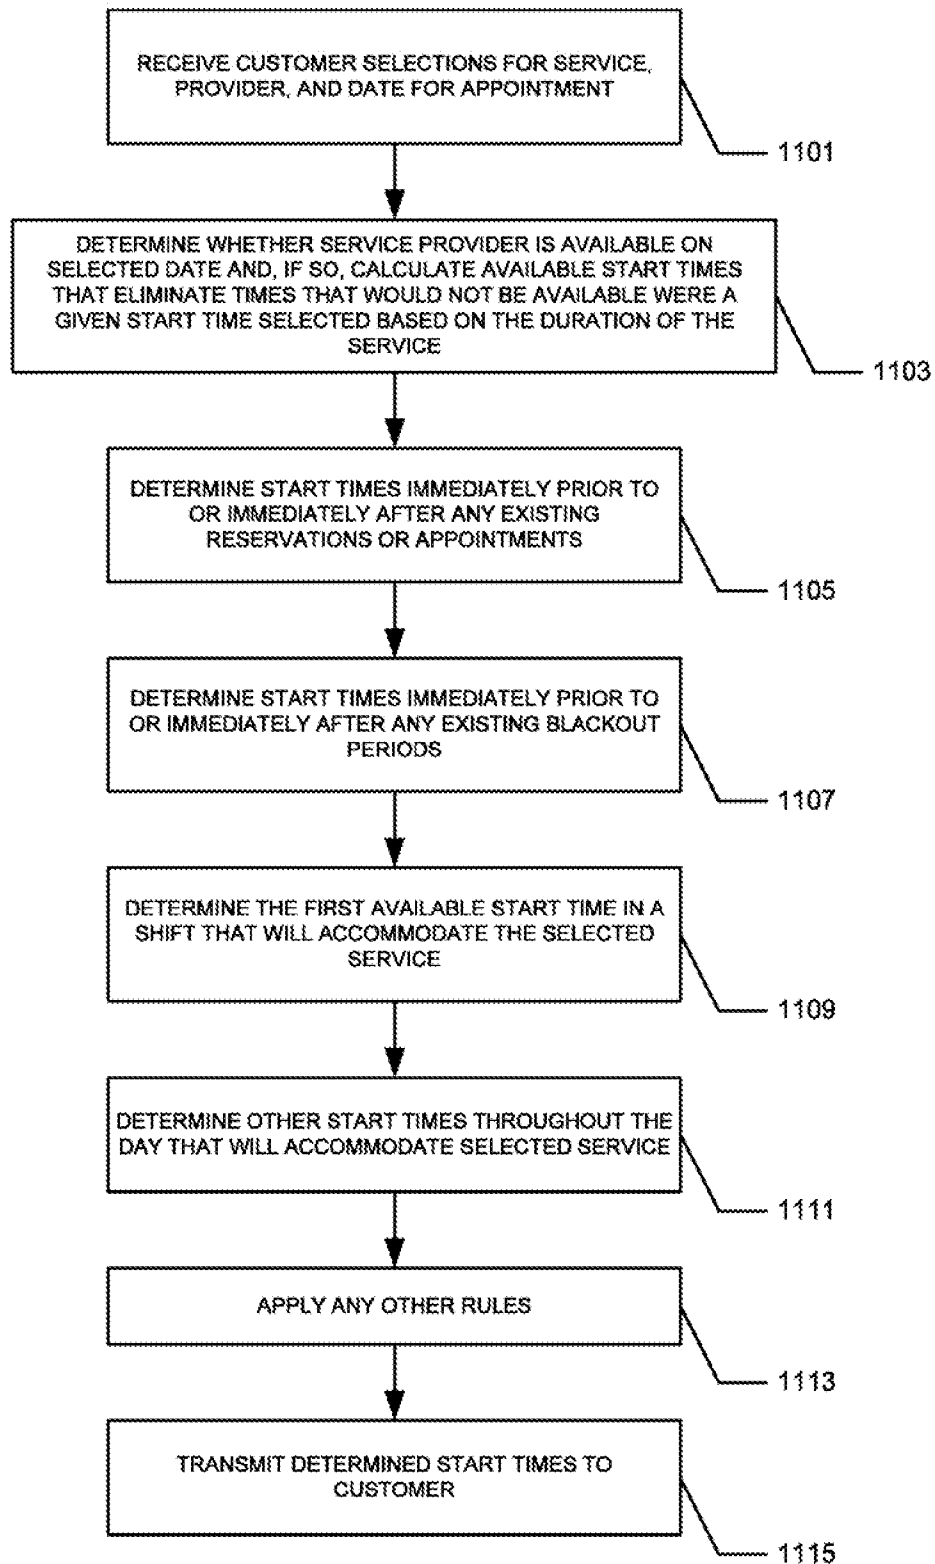 RECEIVE CUSTOMER SELECTIONS FOR SERVICE,
PROVIDER, AND DATE FOR APPOINTMENT
1101
DETERMINE WHETHER SERVICE PROVIDER IS AVAILABLE ON
SELECTED DATE AND, IF SO, CALCULATE AVAILABLE START TIMES
THAT ELIMINATE TIMES THAT WOULD NOT BE AVAILABLE WERE A
GIVEN START TIME SELECTED BASED ON THE DURATION OF THE
SERVICE
1103
DETERMINE START TIMES IMMEDIATELY PRIOR TO
OR IMMEDIATELY AFTER ANY EXISTING
RESERVATIONS OR APPOINTMENTS
1105
DETERMINE START TIMES IMMEDIATELY PRIOR TO
OR IMMEDIATELY AFTER ANY EXISTING BLACKOUT
PERIODS
1107
DETERMINE THE FIRST AVAILABLE START TIME IN A
SHIFT THAT WILL ACCOMMODATE THE SELECTED
SERVICE
1109
DETERMINE OTHER START TIMES THROUGHOUT THE
DAY THAT WILL ACCOMMODATE SELECTED SERVICE
1111
APPLY ANY OTHER RULES
1113
TRANSMIT DETERMINED START TIMES TO
CUSTOMER
1115